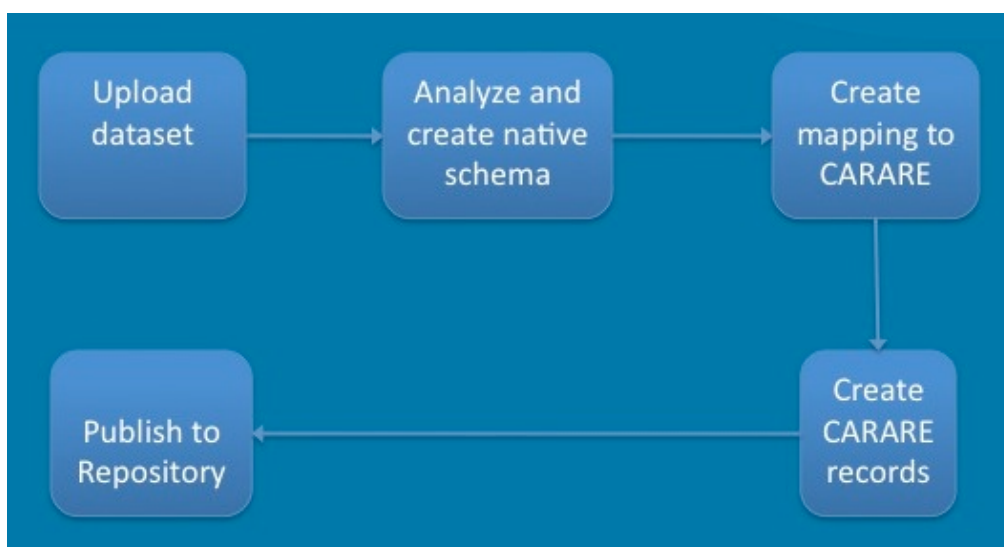 Upload
dataset
Analyze and
create native
schema
Create
mapping to
CARARE
Create
CARARE
records
Publish to
Repository